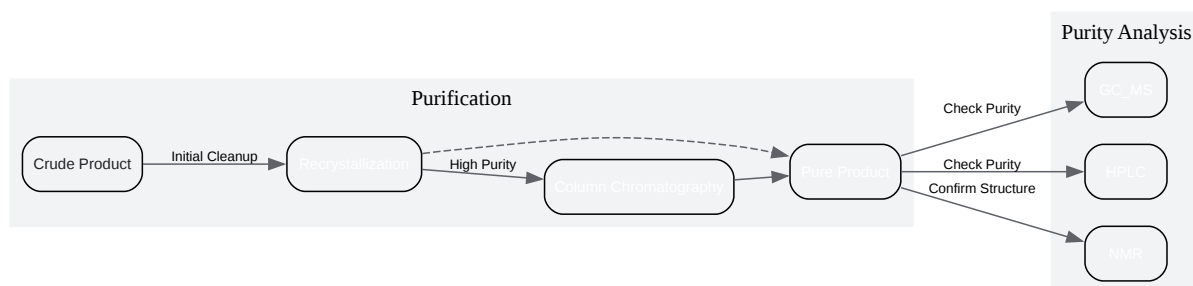 Purity Analysis
Purification
Crude Product
Initial Cleanup
Recrystallization
High Purity
Column Chromatography
Pure Product
Check Purity
GC_MS
Check Purity
HPLC
Confirm Structure
NMR